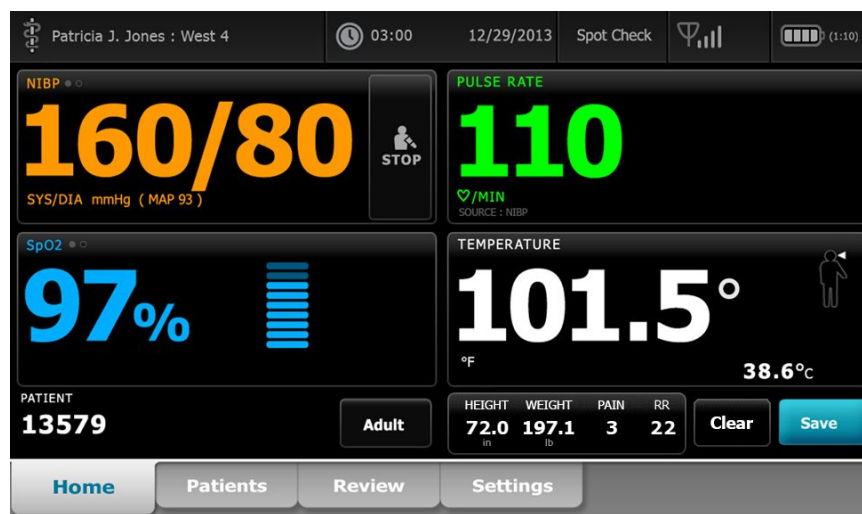 Patricia J. Jones : West 4 03:00 12/29/2013 Spot Check (1:10)
NIBP
160/80
STOP
SYS/DIA mmHg ( MAP 93 )
PULSE RATE
110
/MIN
SOURCE : NIBP
SpO2
97%
TEMPERATURE
101.5°
°F
38.6°C
PATIENT
13579
Adult
HEIGHT WEIGHT PAIN RR
72.0 197.1 3 22
in lb
Clear
Save
Home Patients Review Settings